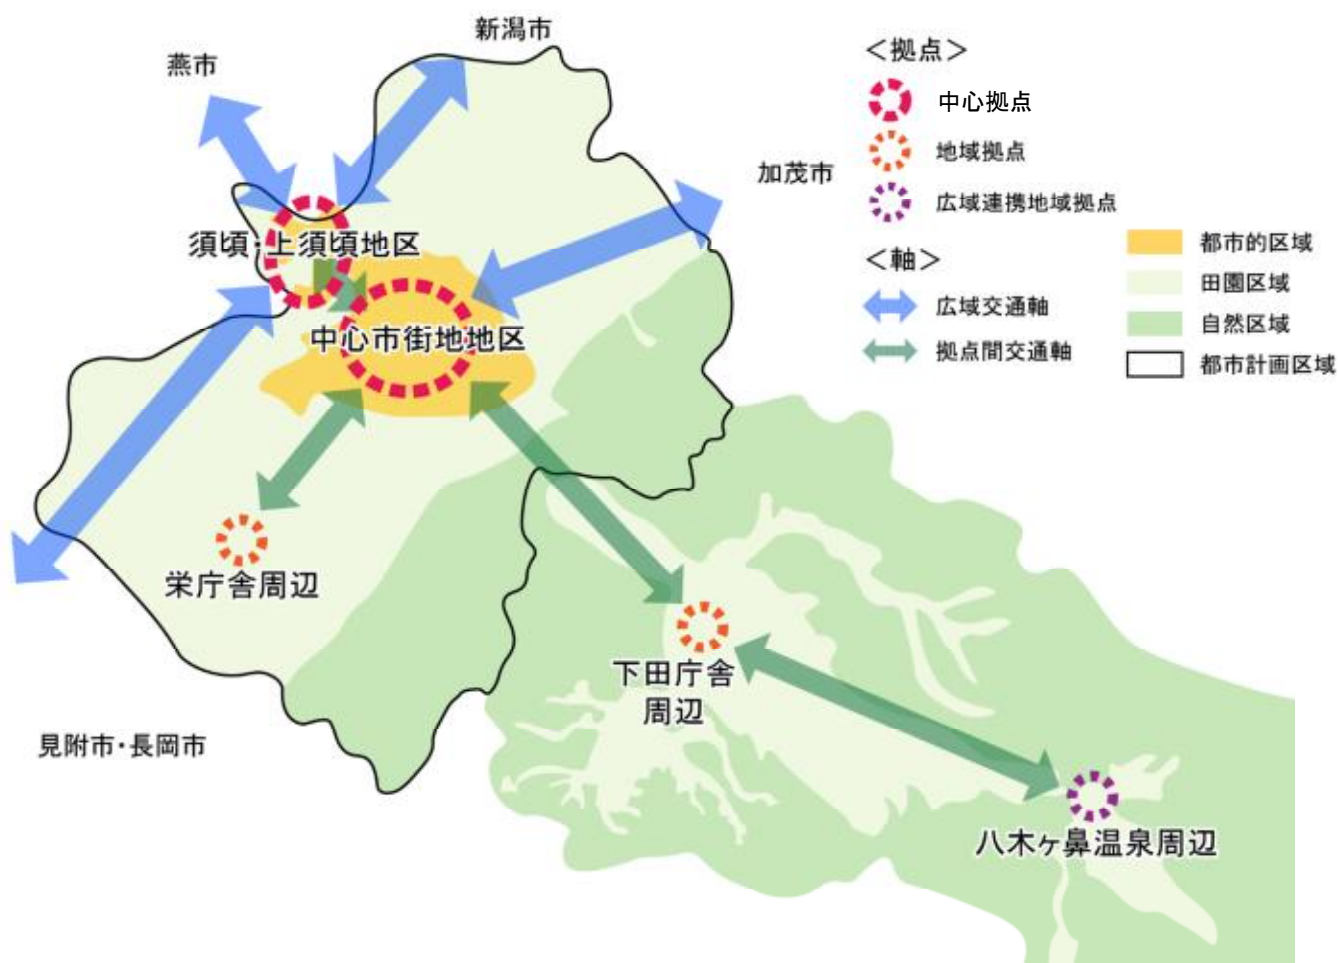 新潟市
燕市
加茂市
須頃・上須頃地区
中心市街地地区
栄庁舎周辺
下田庁舎
周辺
見附市・長岡市
八木ヶ鼻温泉周辺
＜拠点＞
中心拠点
地域拠点
広域連携地域拠点
＜軸＞
広域交通軸
拠点間交通軸
都市的区域
田園区域
自然区域
都市計画区域